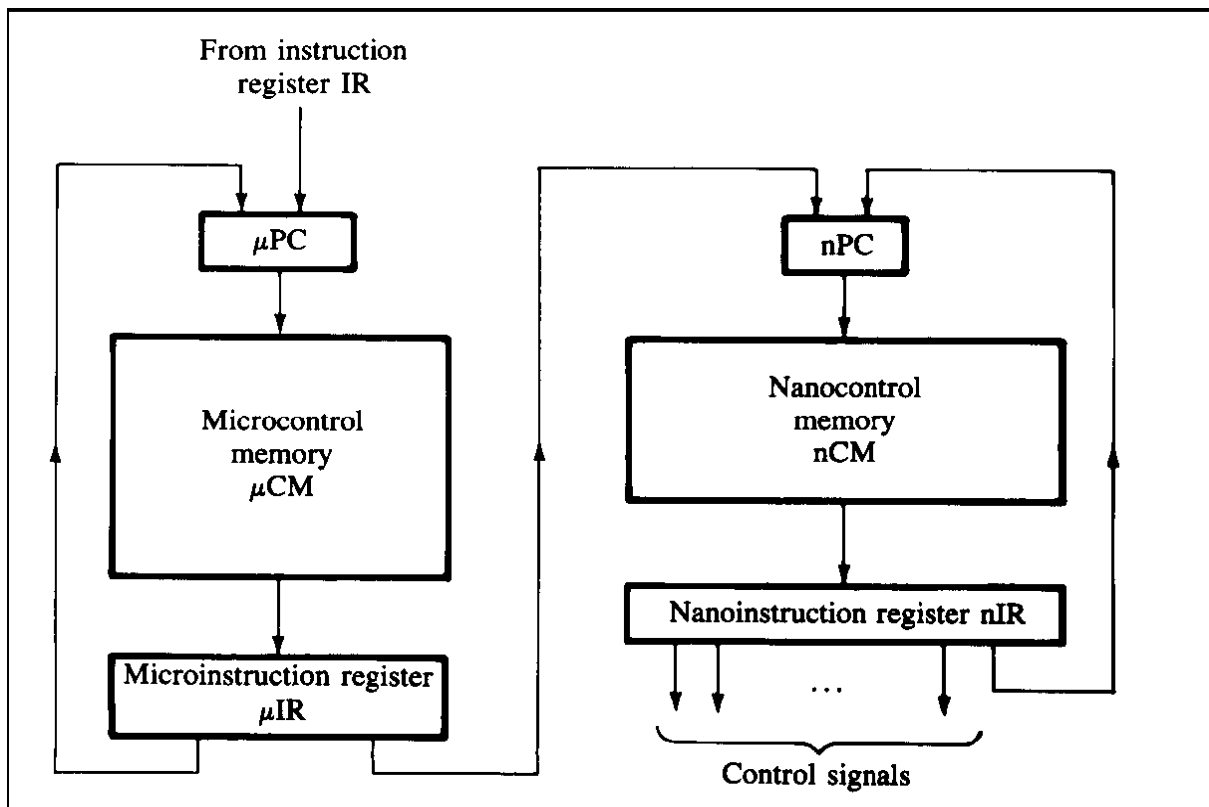 From instruction
register IR
μPC
nPC
Microcontrol
memory
μCM
Nanocontrol
memory
nCM
Microinstruction register
μIR
Nanoinstruction register nIR
...
Control signals